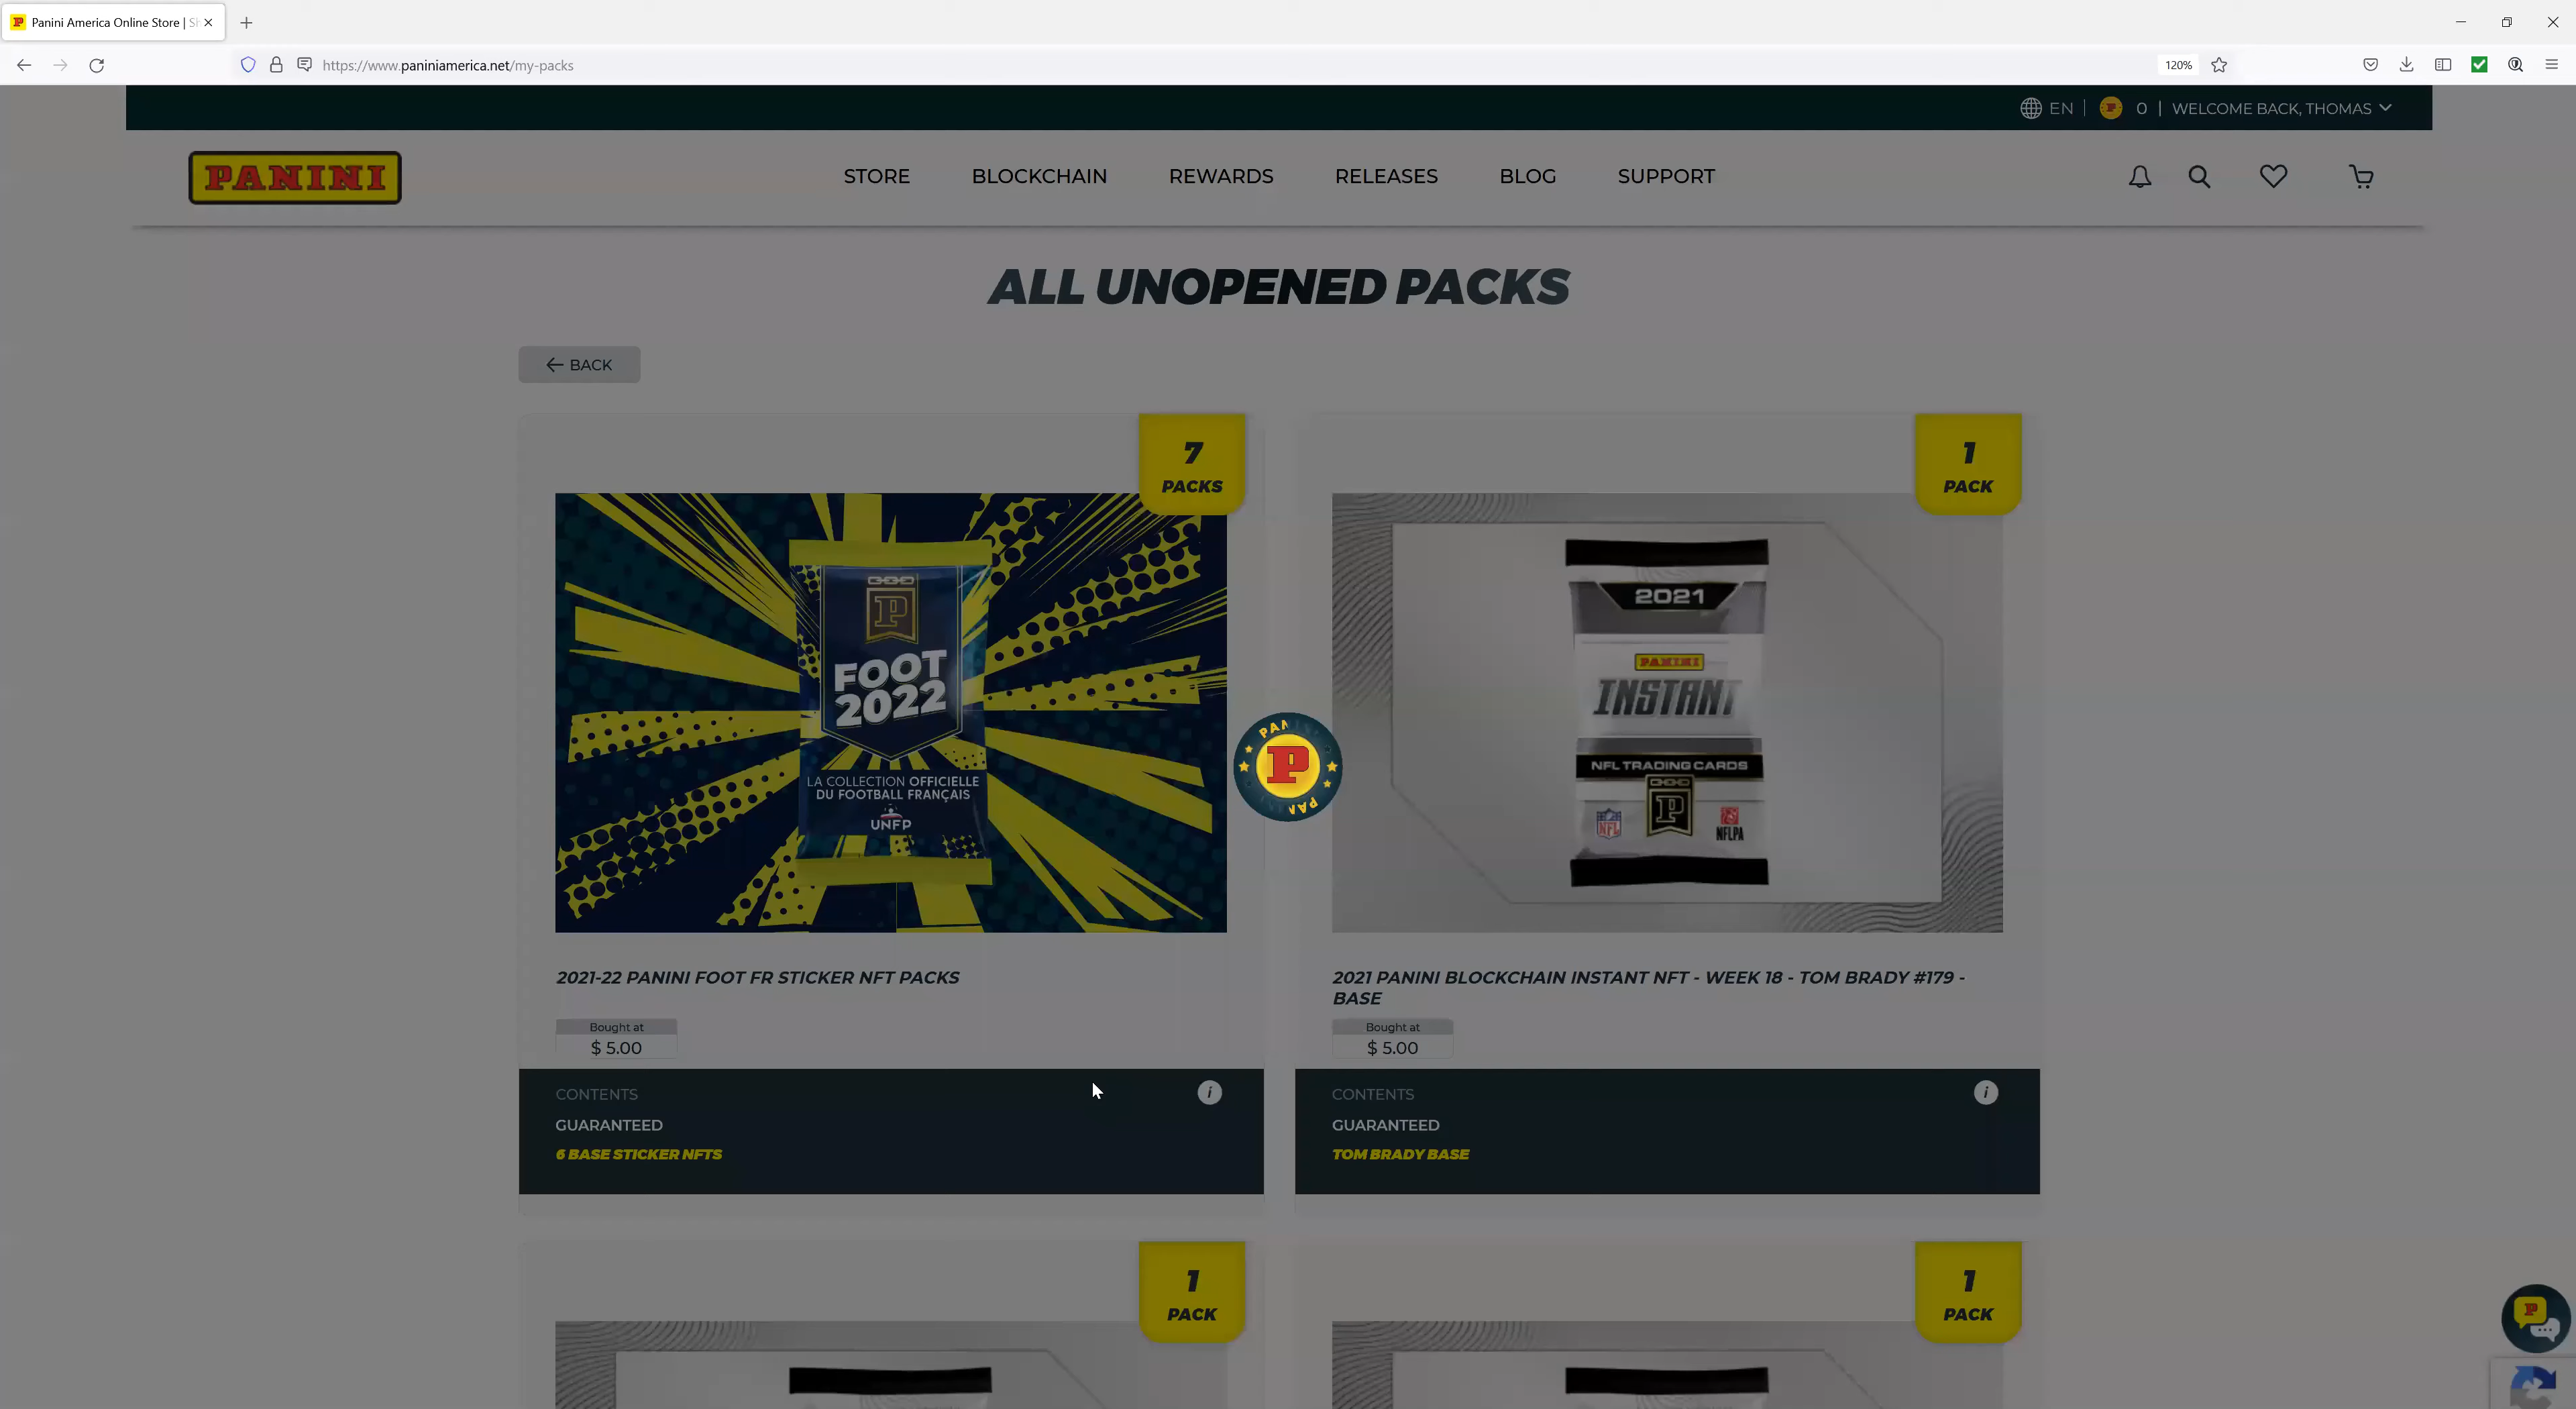 Panini America Online Store | Sh
https://www.paniniamerica.net/my-packs
120%
EN | 0 | WELCOME BACK, THOMAS
PANINI
STORE BLOCKCHAIN REWARDS RELEASES BLOG SUPPORT
ALL UNOPENED PACKS
BACK
7
PACKS
P
FOOT
2022
LA COLLECTION OFFICIELLE
DU FOOTBALL FRANÇAIS
UNFP
1
PACK
2021
PANINI
INSTANT
NFL TRADING CARDS
P
NFL
NFLPA
PANINI
P
2021-22 PANINI FOOT FR STICKER NFT PACKS
Bought at
$ 5.00
CONTENTS
GUARANTEED
6 BASE STICKER NFTS
2021 PANINI BLOCKCHAIN INSTANT NFT - WEEK 18 - TOM BRADY #179 -
BASE
Bought at
$ 5.00
CONTENTS
GUARANTEED
TOM BRADY BASE
1
PACK
1
PACK
P